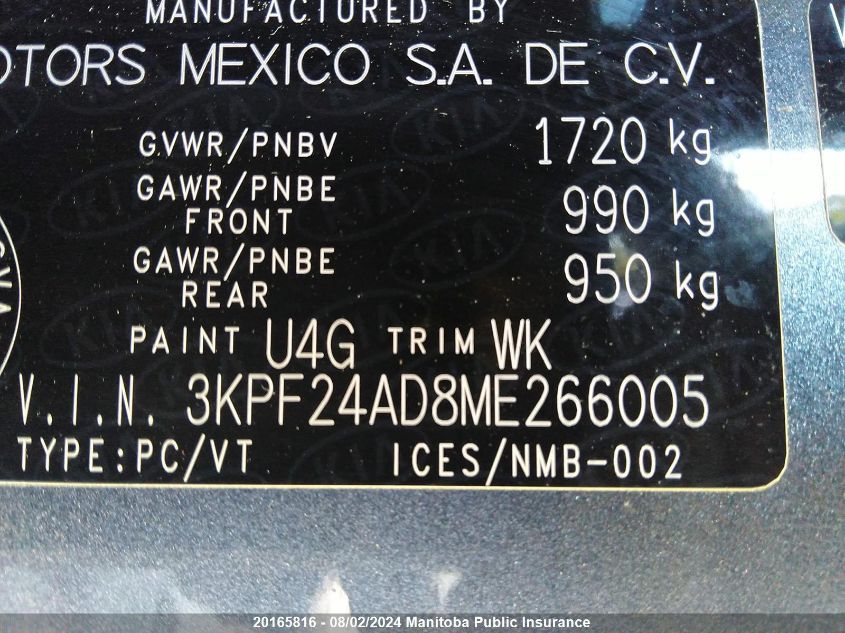 MANUFACTURED BY
OTORS MEXICO S.A. DE C.V.
GVWR/PNBV 1720 kg
GAWR/PNBE FRONT 990 kg
GAWR/PNBE REAR 950 kg
PAINT U4G TRIM WK
V.I.N. 3KPF24AD8ME266005
TYPE:PC/VT ICES/NMB-002
20165816 - 08/02/2024 Manitoba Public Insurance